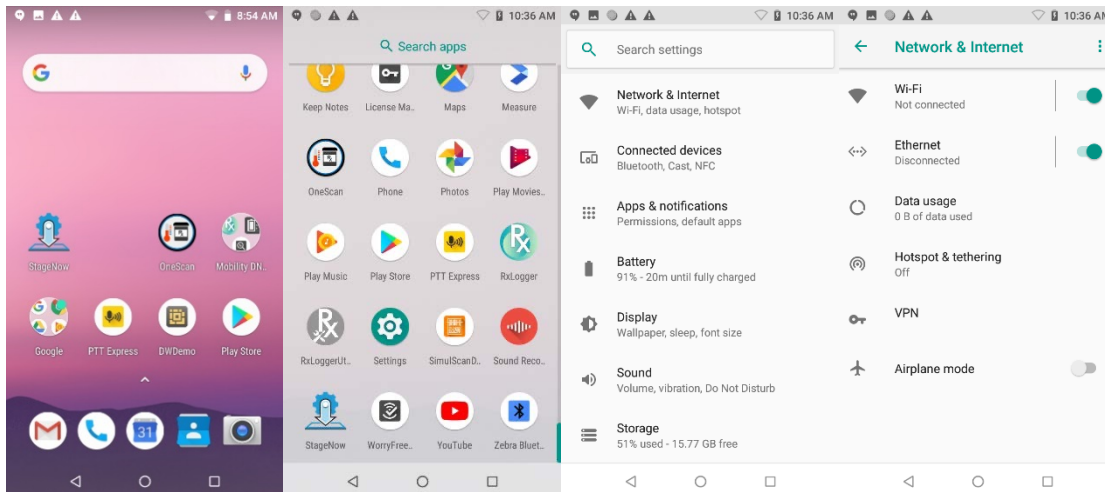 8:54 AM
StageNow
OneScan
Mobility DN..
Google
PTT Express
DWDemo
Play Store
31
10:36 AM
Search apps
Keep Notes
License Ma..
Maps
Measure
OneScan
Phone
Photos
Play Movies..
Play Music
Play Store
PTT Express
RxLogger
RxLoggerUt..
Settings
SimulScanD..
Sound Reco..
StageNow
WorryFree..
YouTube
Zebra Bluet..
10:36 AM
Search settings
Network & Internet
Wi-Fi, data usage, hotspot
Connected devices
Bluetooth, Cast, NFC
Apps & notifications
Permissions, default apps
Battery
91% - 20m until fully charged
Display
Wallpaper, sleep, font size
Sound
Volume, vibration, Do Not Disturb
Storage
51% used - 15.77 GB free
10:36 AM
Network & Internet
Wi-Fi
Not connected
Ethernet
Disconnected
Data usage
0 B of data used
Hotspot & tethering
Off
VPN
Airplane mode